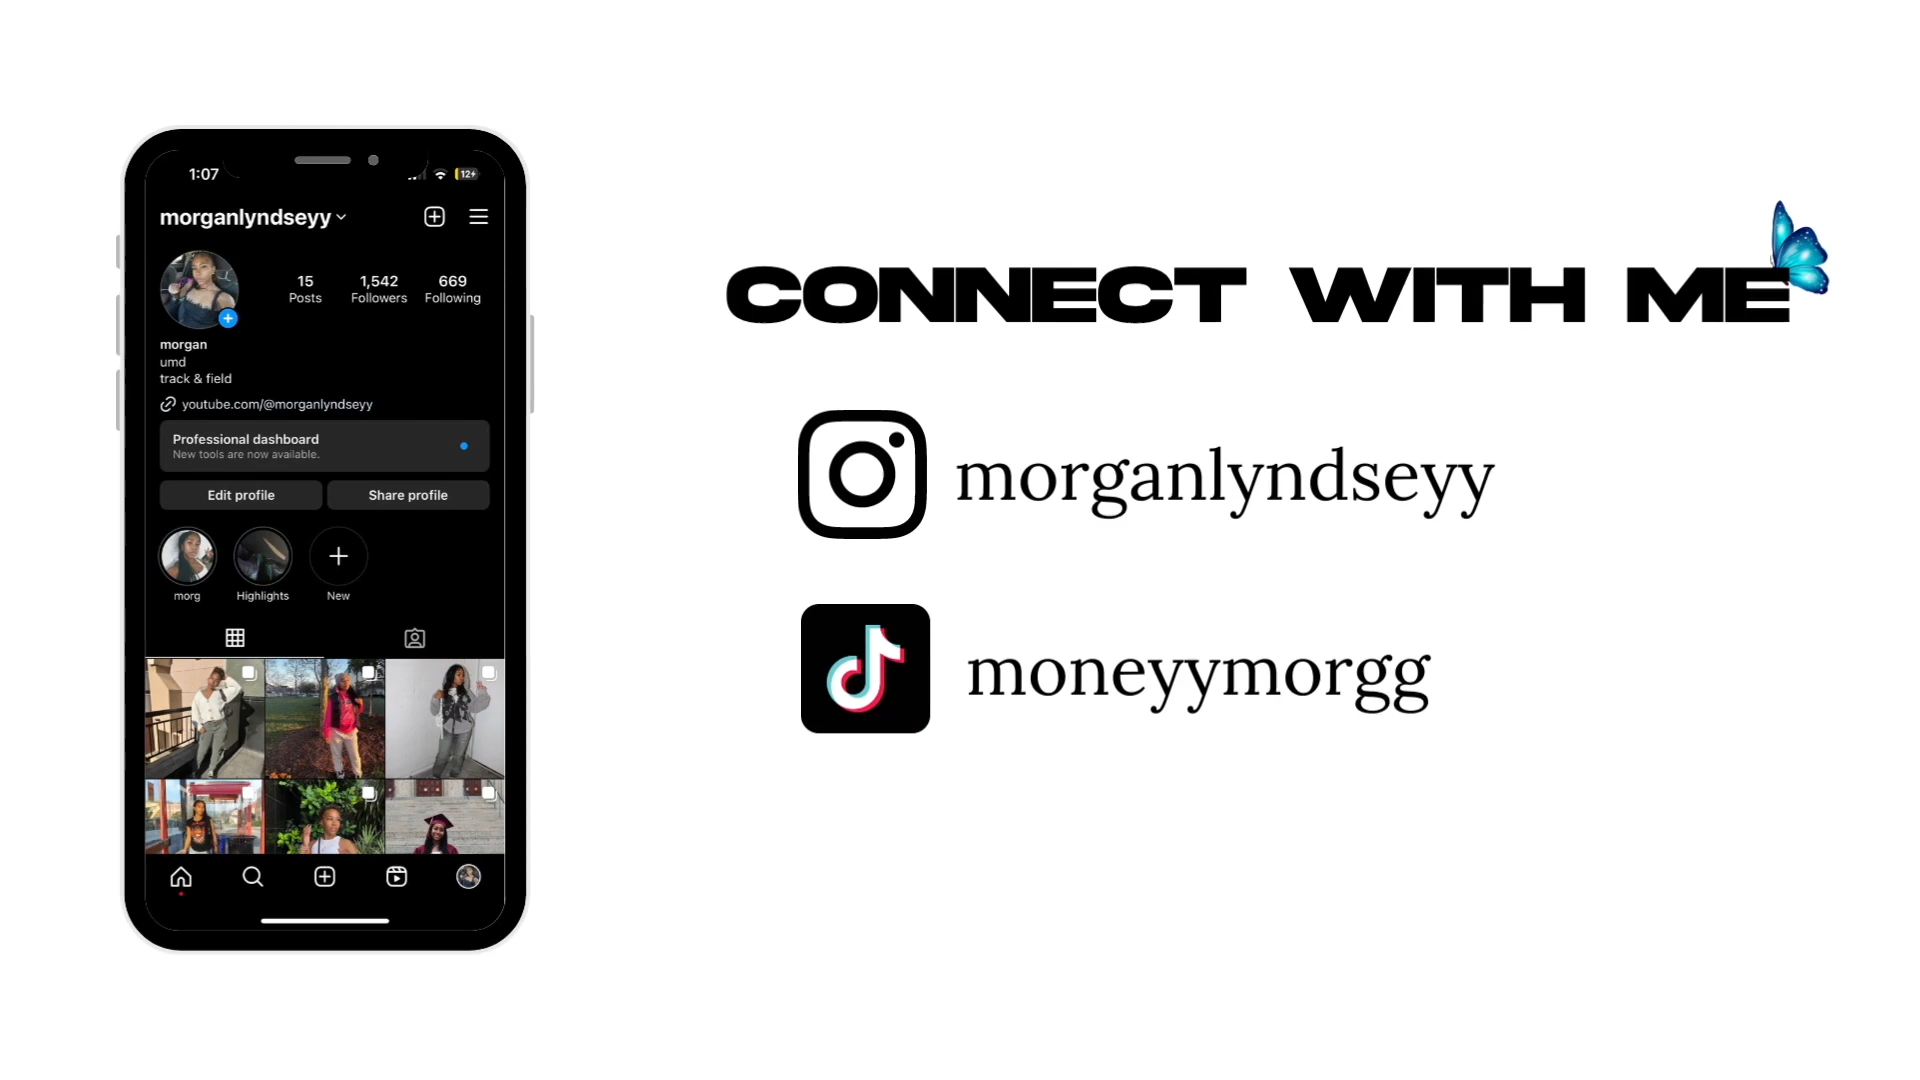 1:07
12
morganlyndseyy
15
Posts
1,542
Followers
669
Following
morgan
umd
track & field
youtube.com/@morganlyndseyy
Professional dashboard
New tools are now available.
Edit profile
Share profile
morg
Highlights
New
CONNECT WITH ME
morganlyndseyy
moneyymorgg